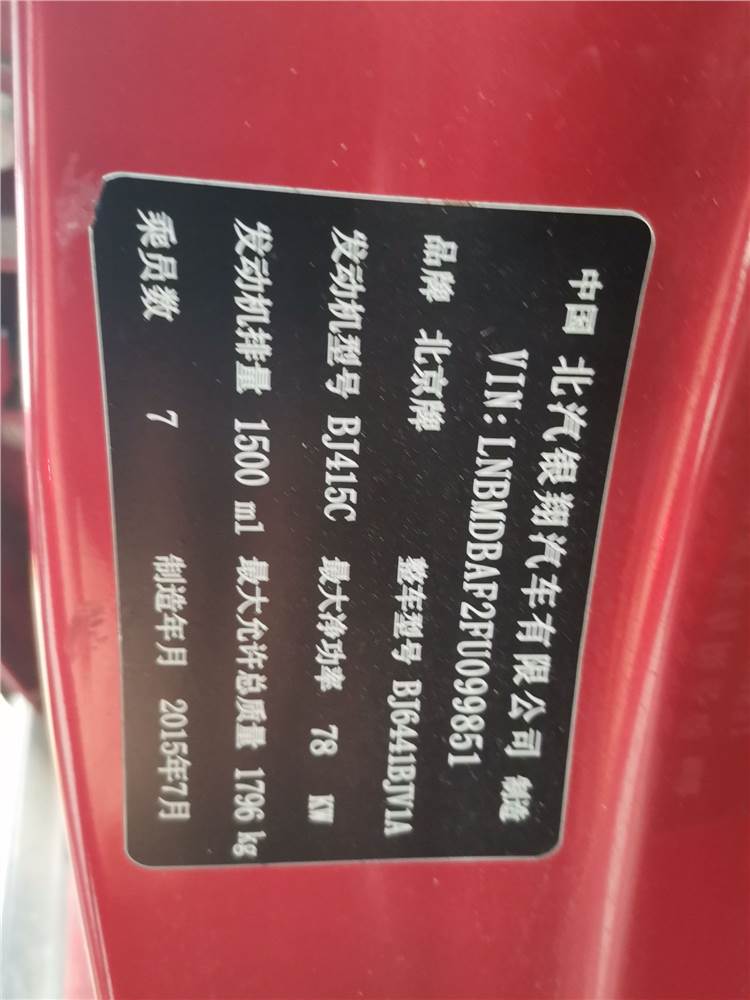 中国 北汽银翔汽车有限公司 制造
VIN:LNBMDBAF2FU099851
品牌 北京牌 整车型号 BJ6441BJV1A
发动机型号 BJ415C 最大净功率 78 KW
发动机排量 1500 ml 最大允许总质量 1796 kg
乘员数 7 制造年月 2015年7月